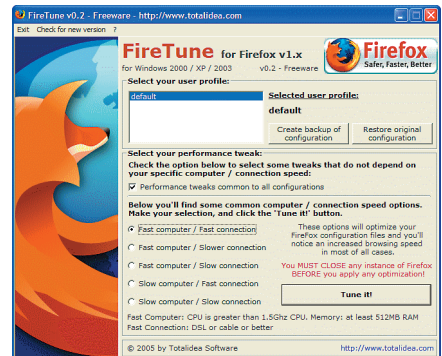 FireTune v0.2 - Freeware - http://www.totalidea.com
Exit Check for new version ?
FireTune for Firefox v1.x
for Windows 2000 / XP / 2003 v0.2 - Freeware
Firefox
Safer, Faster, Better
Select your user profile:
default
Selected user profile:
default
Create backup of
configuration
Restore original
configuration
Select your performance tweak:
Check the option below to select some tweaks that do not depend on
your specific computer / connection speed:
Performance tweaks common to all configurations
Below you'll find some common computer / connection speed options.
Make your selection, and click the 'Tune it!' button.
Fast computer / Fast connection
Fast computer / Slower connection
Fast computer / Slow connection
Slow computer / Fast connection
Slow computer / Slow connection
These options will optimize your
FireFox configuration files and you'll
notice an increased browsing speed
in most of all cases.
You MUST CLOSE any instance of Firefox
BEFORE you apply any optimization!
Tune it!
Fast Computer: CPU is greater than 1.5Ghz CPU. Memory: at least 512MB RAM
Fast Connection: DSL or cable or better
© 2005 by Totalidea Software http://www.totalidea.com